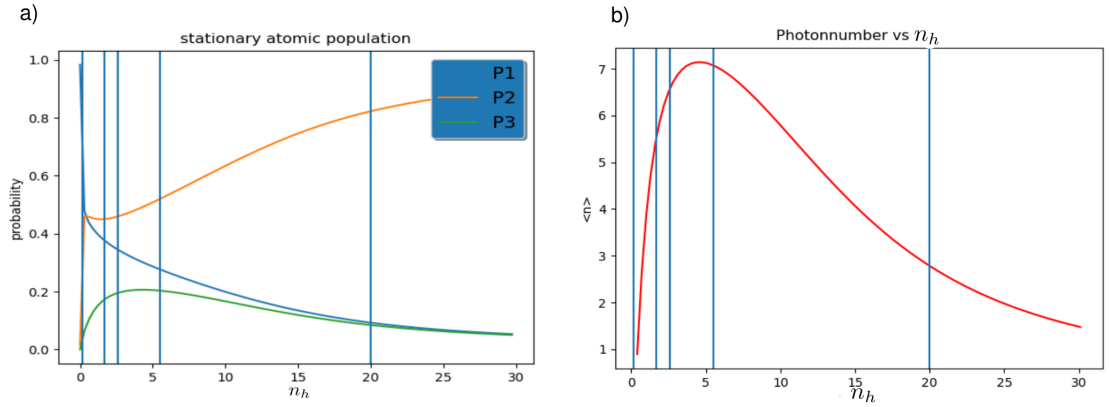 a)
stationary atomic population
probability
1.0
0.8
0.6
0.4
0.2
0.0
P1
P2
P3
0 5 10 15 20 25 30
n_h
b)
Photonnumber vs n_h
<n>
7
6
5
4
3
2
1
0 5 10 15 20 25 30
n_h